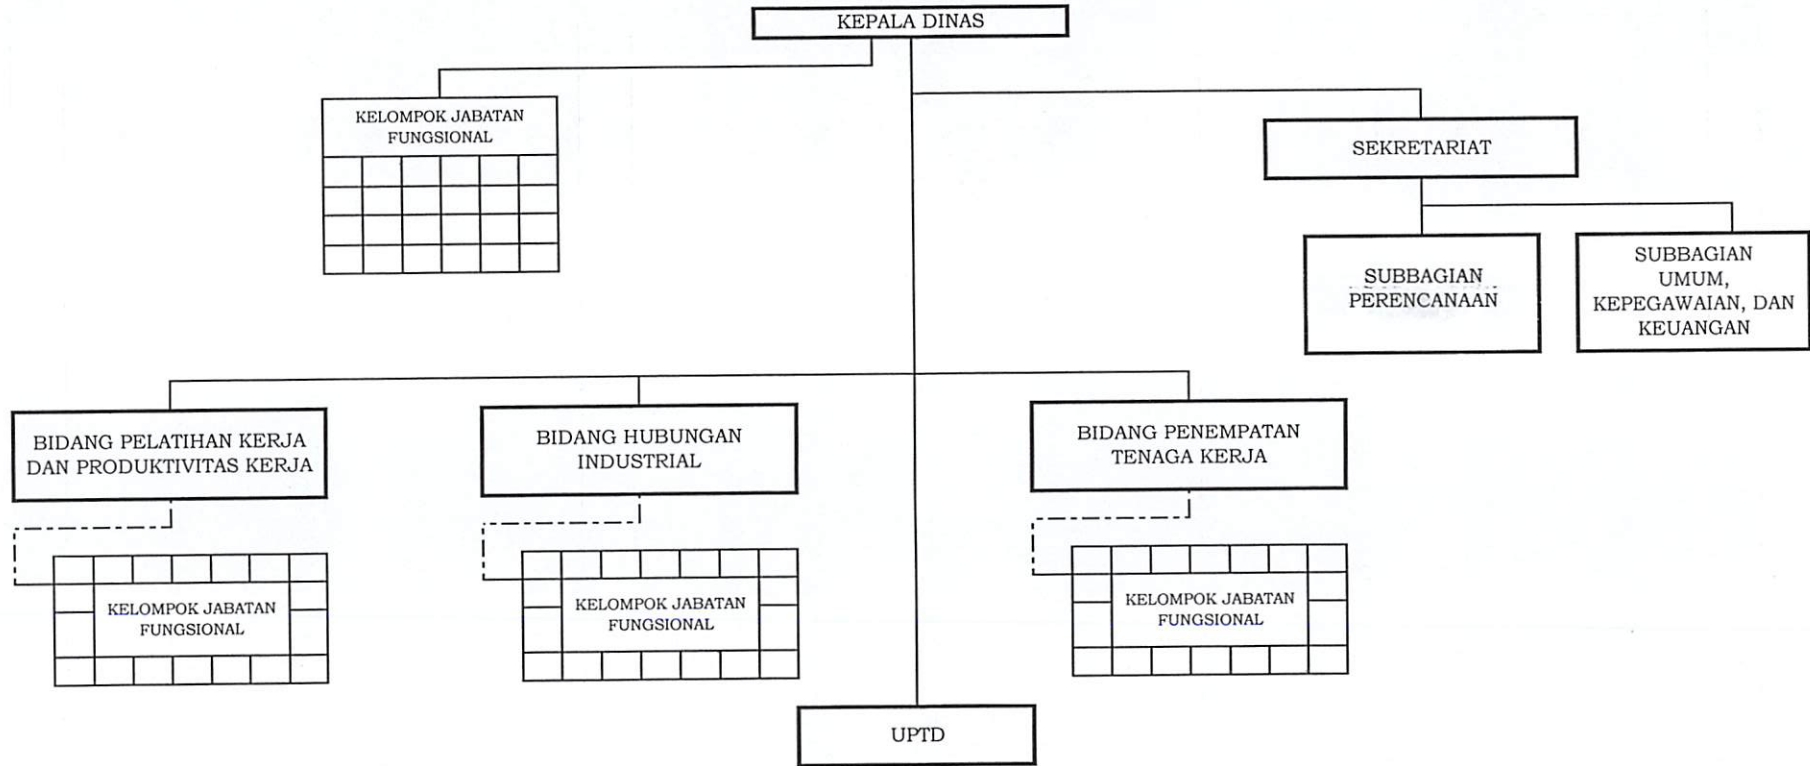 KEPALA DINAS
KELOMPOK JABATAN
FUNGSIONAL
SEKRETARIAT
SUBBAGIAN
PERENCANAAN
SUBBAGIAN
UMUM,
KEPEGAWAIAN, DAN
KEUANGAN
BIDANG PELATIHAN KERJA
DAN PRODUKTIVITAS KERJA
BIDANG HUBUNGAN
INDUSTRIAL
BIDANG PENEMPATAN
TENAGA KERJA
KELOMPOK JABATAN
FUNGSIONAL
KELOMPOK JABATAN
FUNGSIONAL
KELOMPOK JABATAN
FUNGSIONAL
UPTD